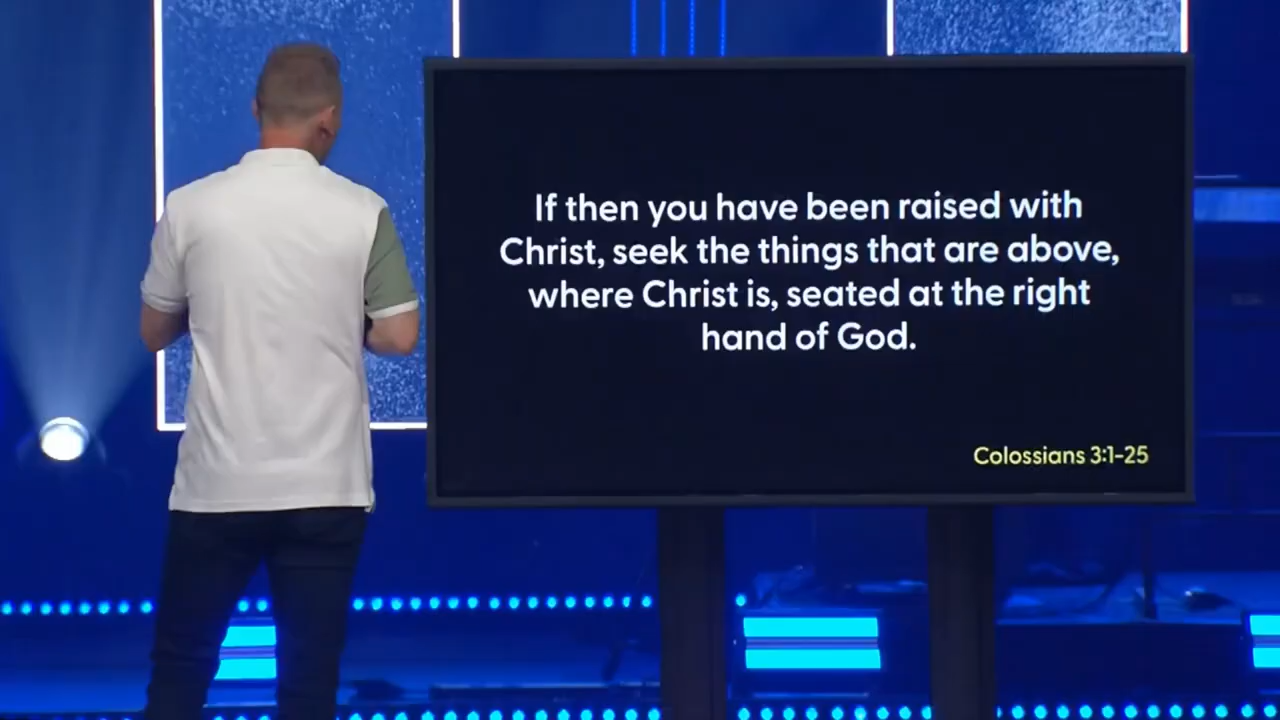 If then you have been raised with
Christ, seek the things that are above,
where Christ is, seated at the right
hand of God.
Colossians 3:1-25